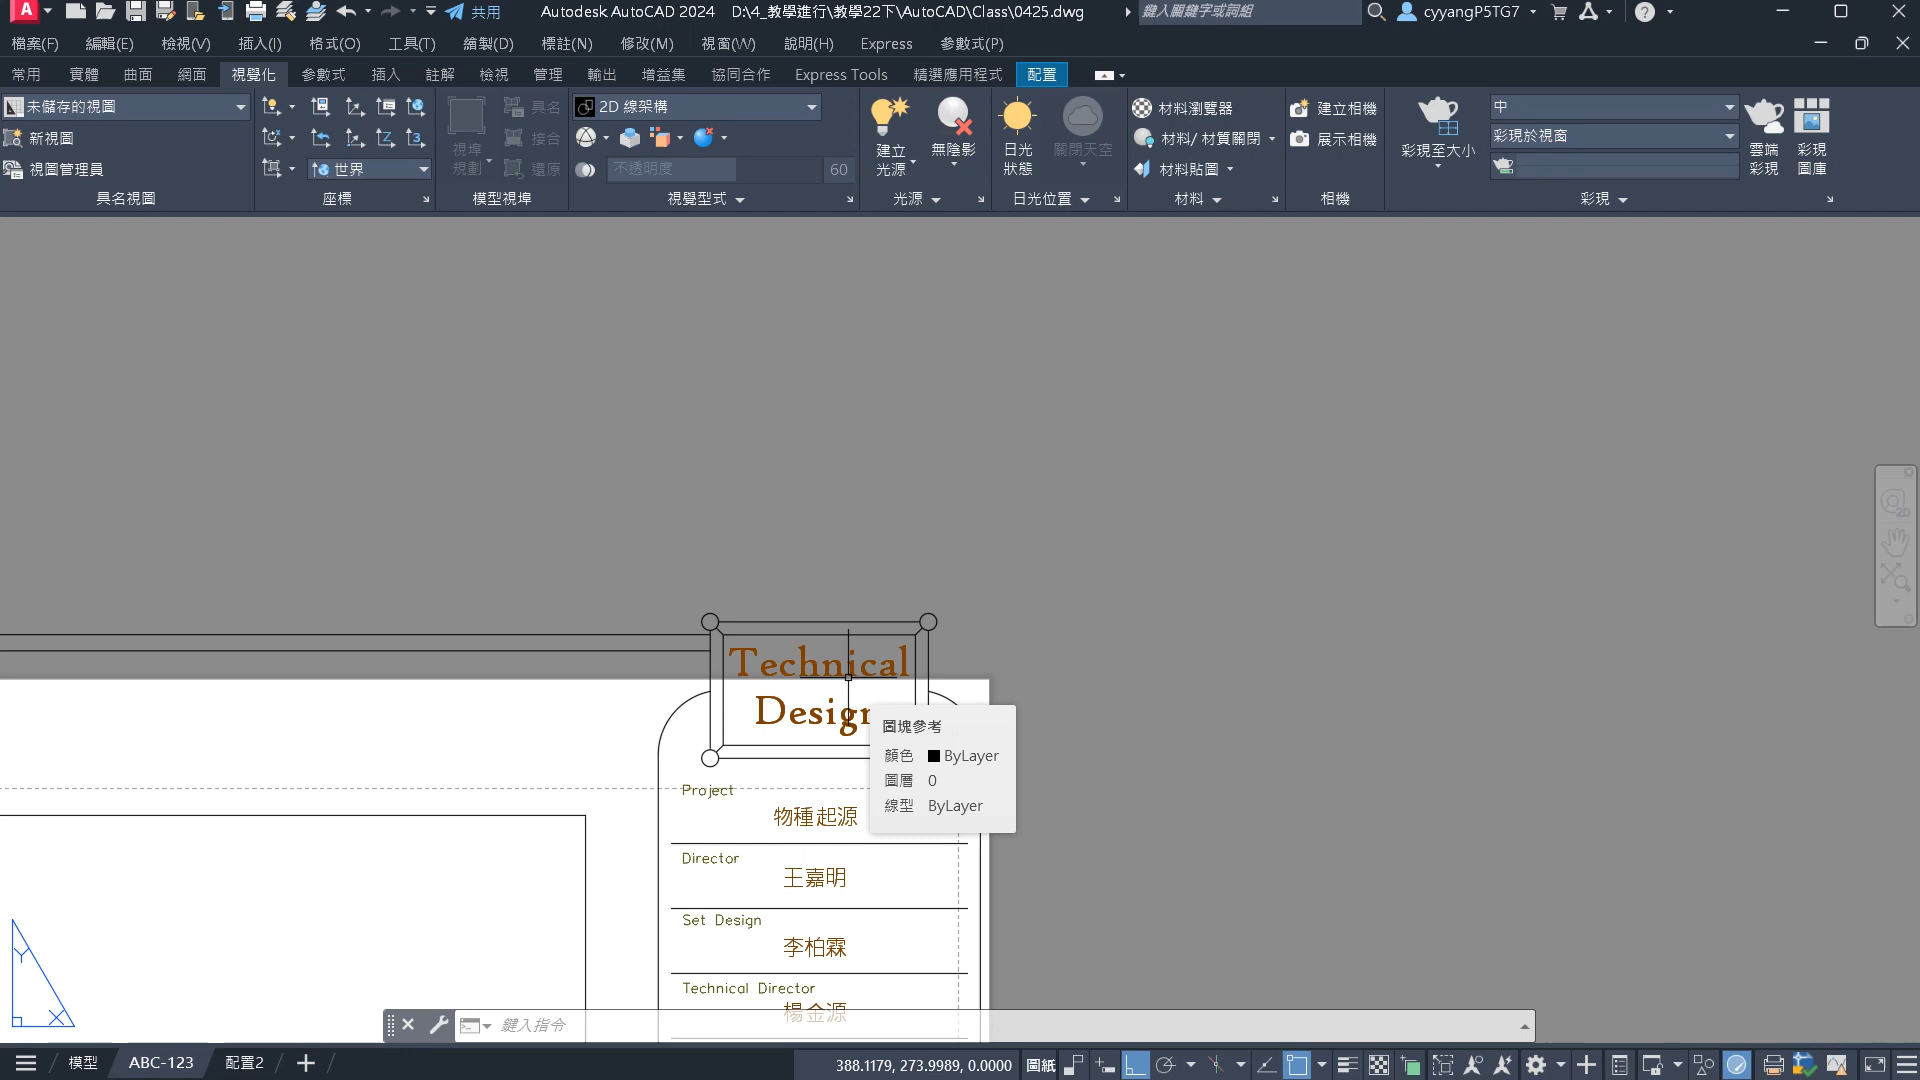 A 共用 Autodesk AutoCAD 2024 D:\4_教學進行\教學22下\AutoCAD\Class\0425.dwg 鍵入關鍵字或詞組 cyyangP5TG7
檔案(F) 編輯(E) 檢視(V) 插入(I) 格式(O) 工具(T) 繪製(D) 標註(N) 修改(M) 視窗(W) 說明(H) Express 參數式(P)
常用 實體 曲面 網面 視覺化 參數式 插入 註解 檢視 管理 輸出 增益集 協同合作 Express Tools 精選應用程式 配置
未儲存的視圖
新視圖
視圖管理員
具名視圖
世界
座標
視埠
規劃
具名
接合
還原
模型視埠
2D 線架構
不透明度 60
視覺型式
建立
光源
無陰影
光源
日光
狀態
關閉天空
日光位置
材料瀏覽器
材料/ 材質關閉
材料貼圖
材料
建立相機
展示相機
相機
彩現至大小
中
彩現於視窗
雲端
彩現
彩現
圖庫
彩現
Technical
Design
圖塊參考
顏色 ByLayer
圖層 0
線型 ByLayer
Project
物種起源
Director
王嘉明
Set Design
李柏霖
Technical Director
楊金源
Y
X
鍵入指令
模型 ABC-123 配置2
388.1179, 273.9989, 0.0000 圖紙